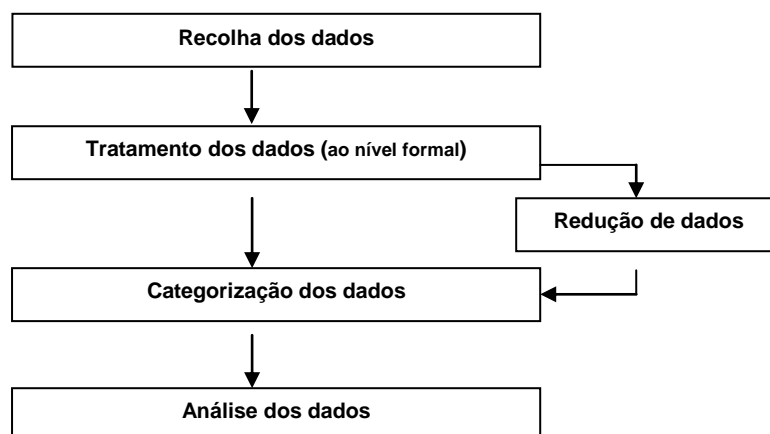 Recolha dos dados
Tratamento dos dados (ao nível formal)
Redução de dados
Categorização dos dados
Análise dos dados